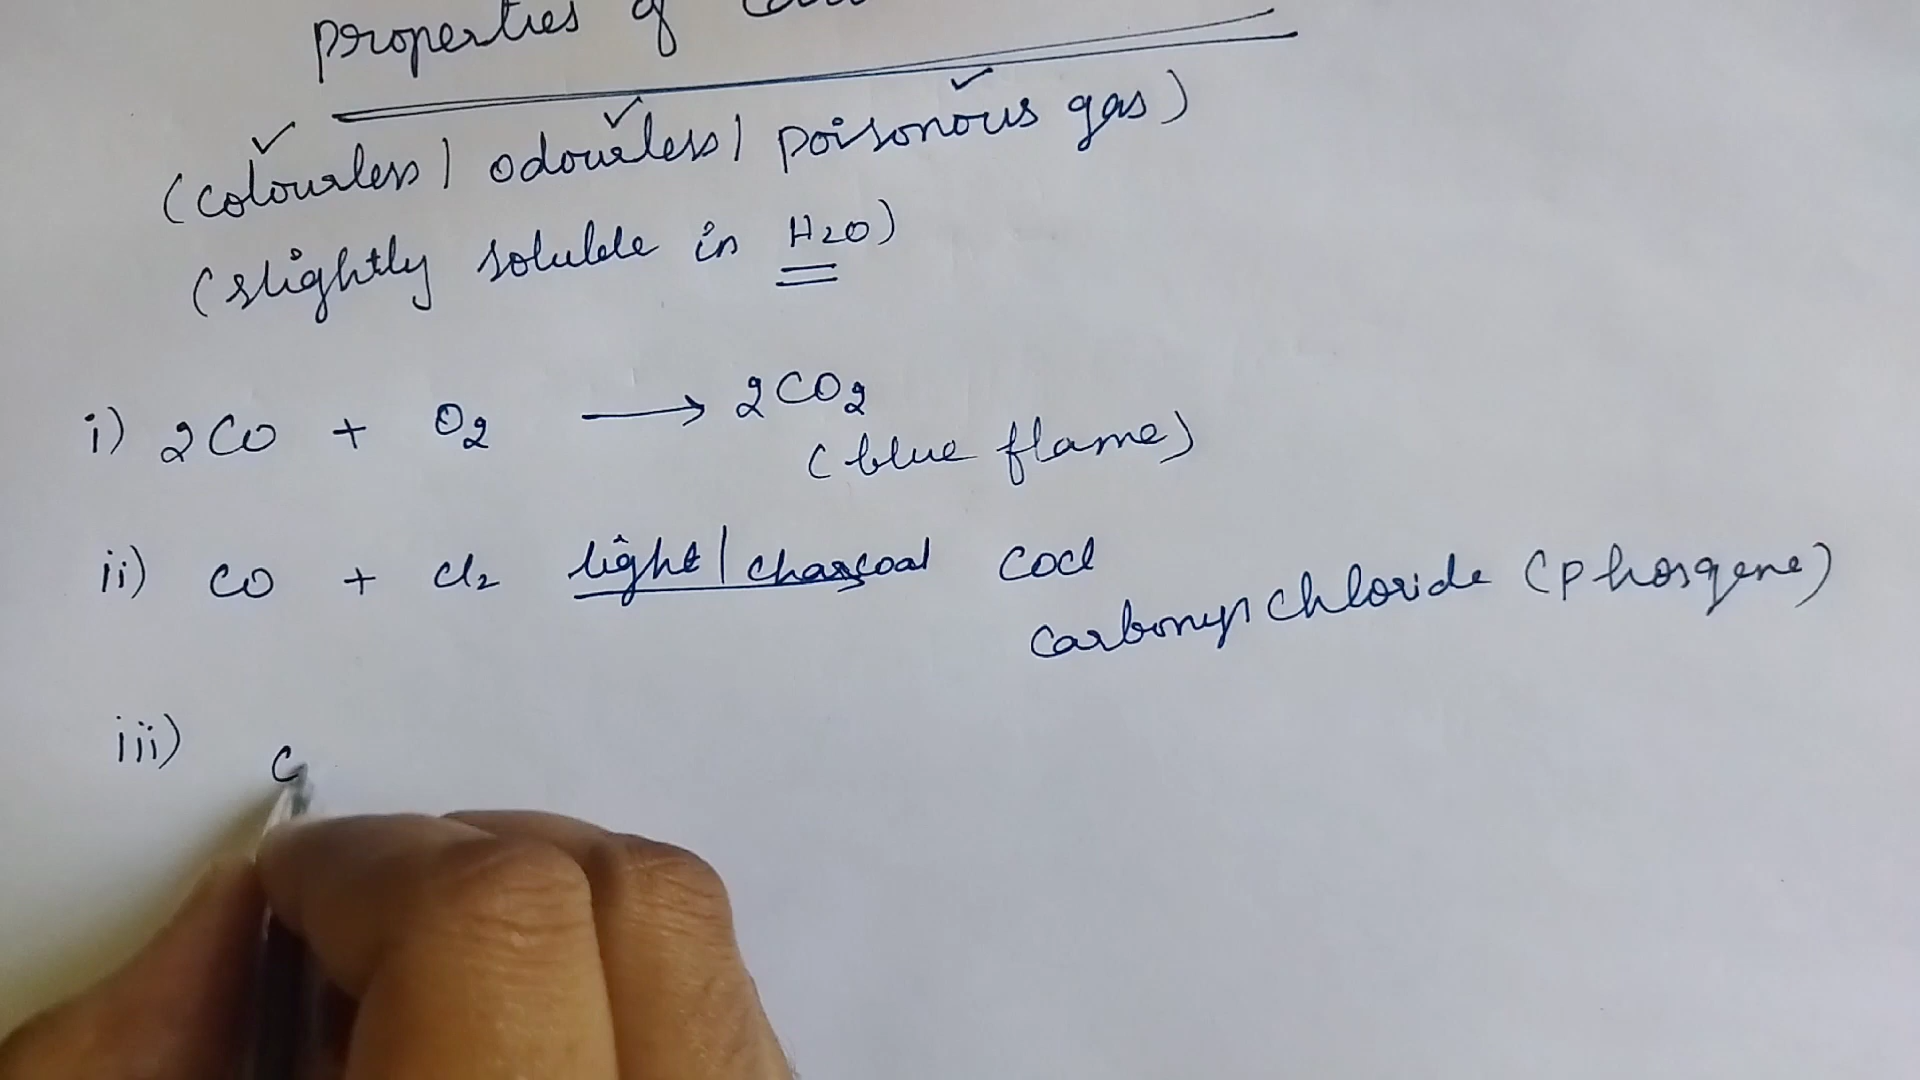 properties of
(colourless | odourless | poisonous gas)
(slightly soluble in H2O)
i) 2CO + O2 → 2CO2
(blue flame)
ii) CO + Cl2 light | charcoal COCl
carbonyl chloride (phosgene)
iii) C